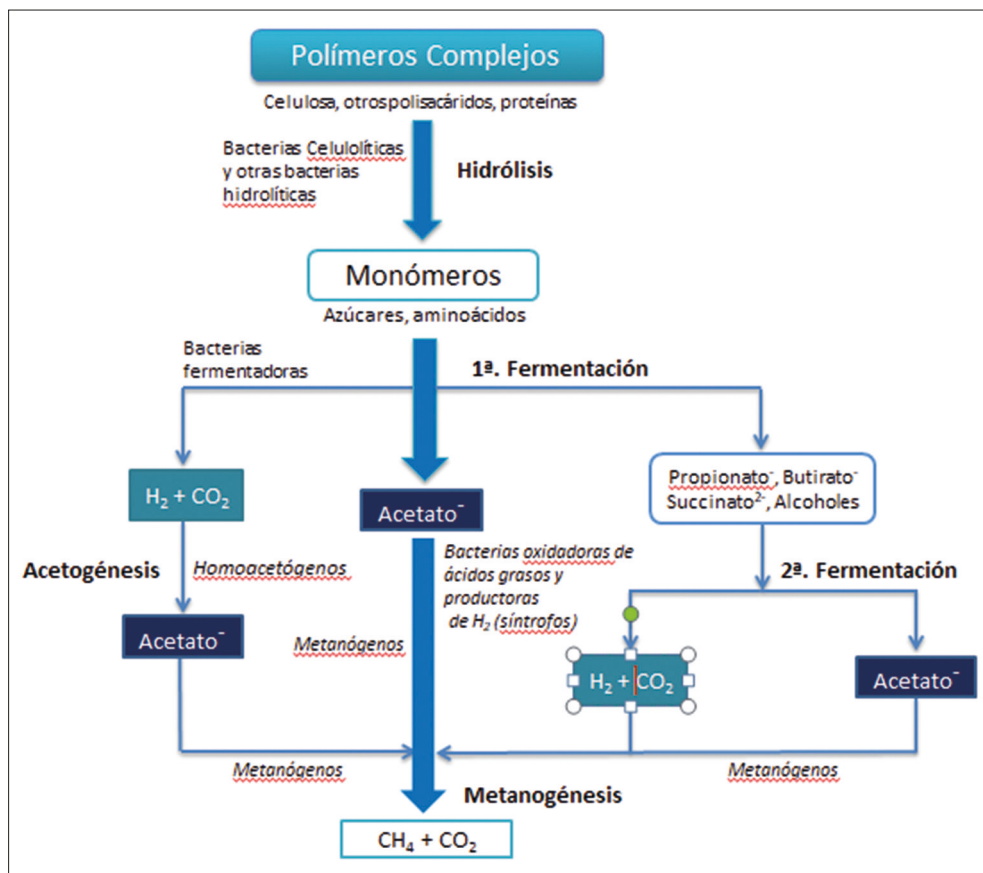 Polímeros Complejos
Celulosa, otrospolisacáridos, proteínas
Bacterias Celulolíticas
y otras bacterias
hidrolíticas
Hidrólisis
Monómeros
Azúcares, aminoácidos
Bacterias
fermentadoras
1ª. Fermentación
H₂ + CO₂
Acetato⁻
Propionato⁻, Butirato⁻
Succinato²⁻, Alcoholes
Acetogénesis
Homoacetógenos
Bacterias oxidadoras de
ácidos grasos y
productoras
de H₂ (síntrofos)
2ª. Fermentación
Acetato⁻
Metanógenos
H₂ + CO₂
Acetato⁻
Metanógenos
Metanógenos
Metanogénesis
CH₄ + CO₂